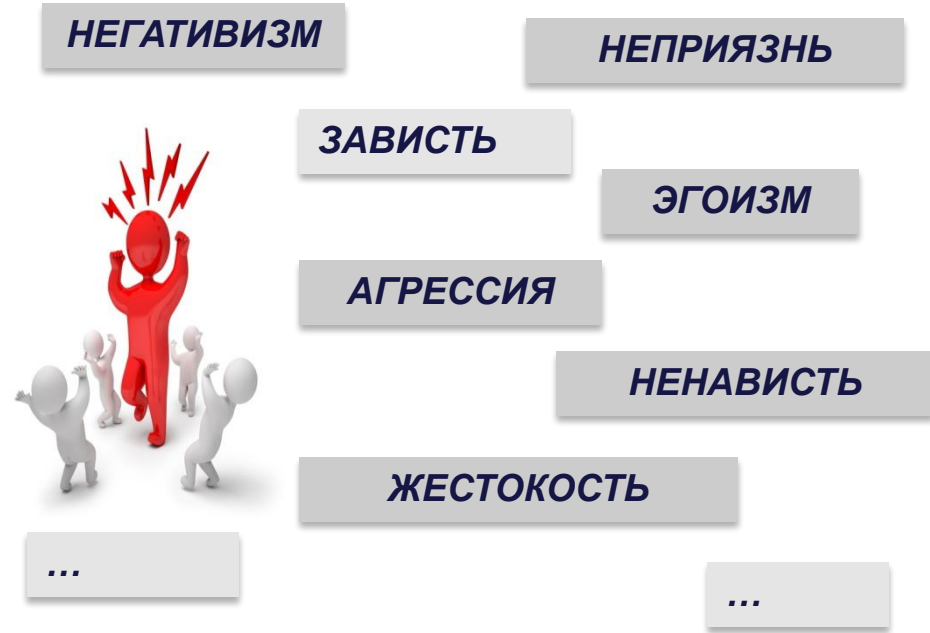 НЕГАТИВИЗМ
НЕПРИЯЗНЬ
ЗАВИСТЬ
ЭГОИЗМ
АГРЕССИЯ
НЕНАВИСТЬ
ЖЕСТОКОСТЬ
…
…